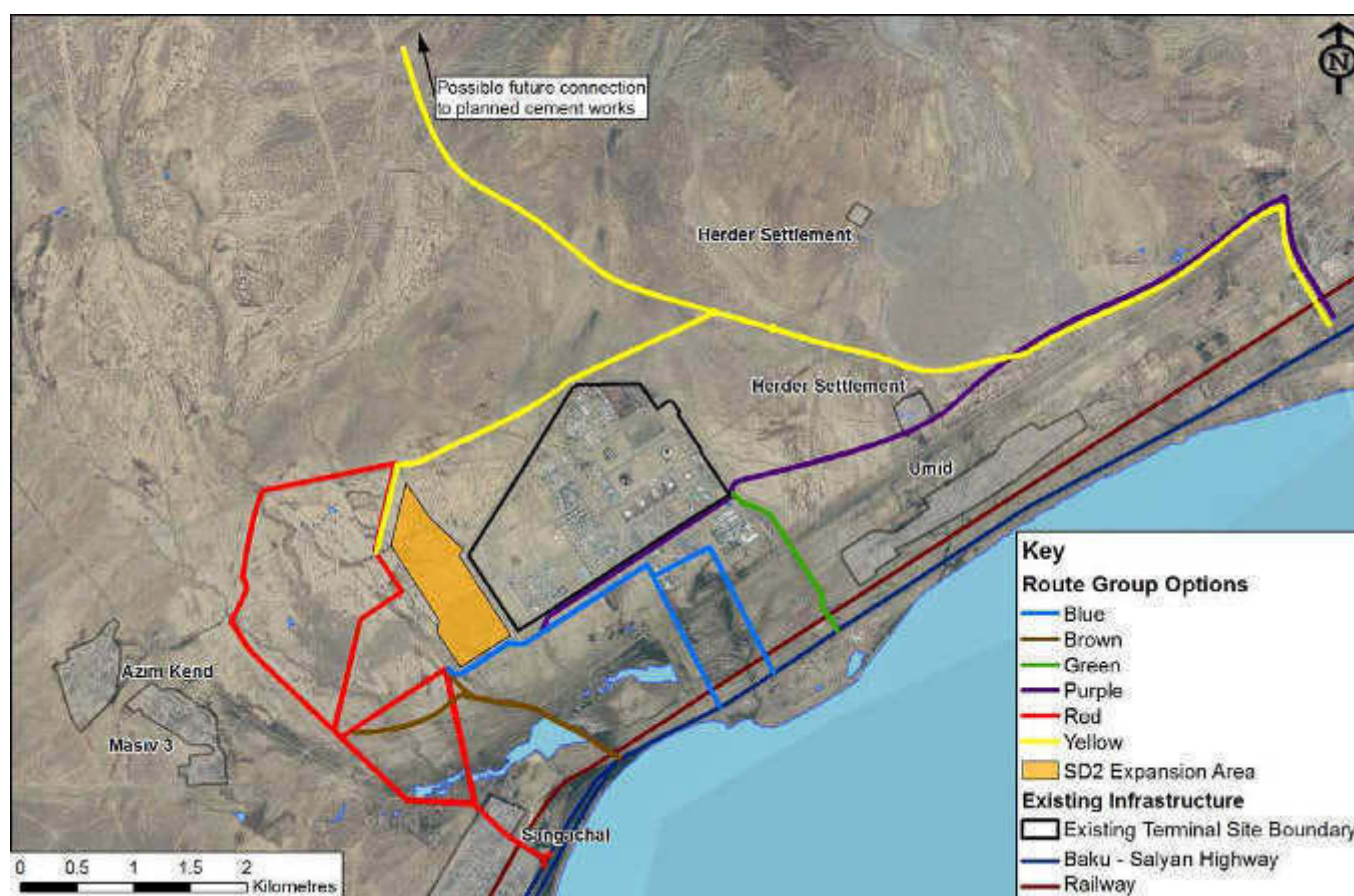 N
Possible future connection
to planned cement works
Herder Settlement
Herder Settlement
Umid
Azim Kend
Masiv 3
Sangachal
Key
Route Group Options
Blue
Brown
Green
Purple
Red
Yellow
SD2 Expansion Area
Existing Infrastructure
Existing Terminal Site Boundary
Baku - Salyan Highway
Railway
0 0.5 1 1.5 2
Kilometres